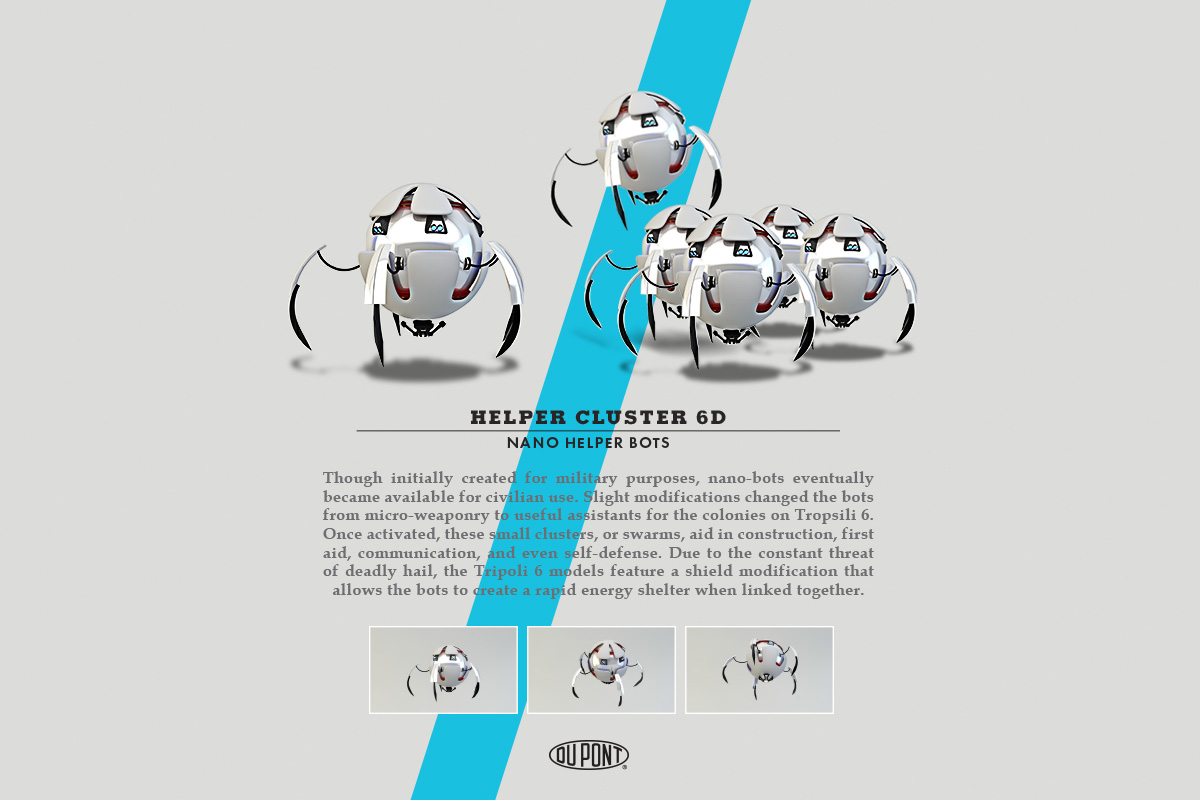 HELPER CLUSTER 6D
NANO HELPER BOTS
Though initially created for military purposes, nano-bots eventually
became available for civilian use. Slight modifications changed the bots
from micro-weaponry to useful assistants for the colonies on Tropsili 6.
Once activated, these small clusters, or swarms, aid in construction, first
aid, communication, and even self-defense. Due to the constant threat
of deadly hail, the Tripoli 6 models feature a shield modification that
allows the bots to create a rapid energy shelter when linked together.
DU PONT®